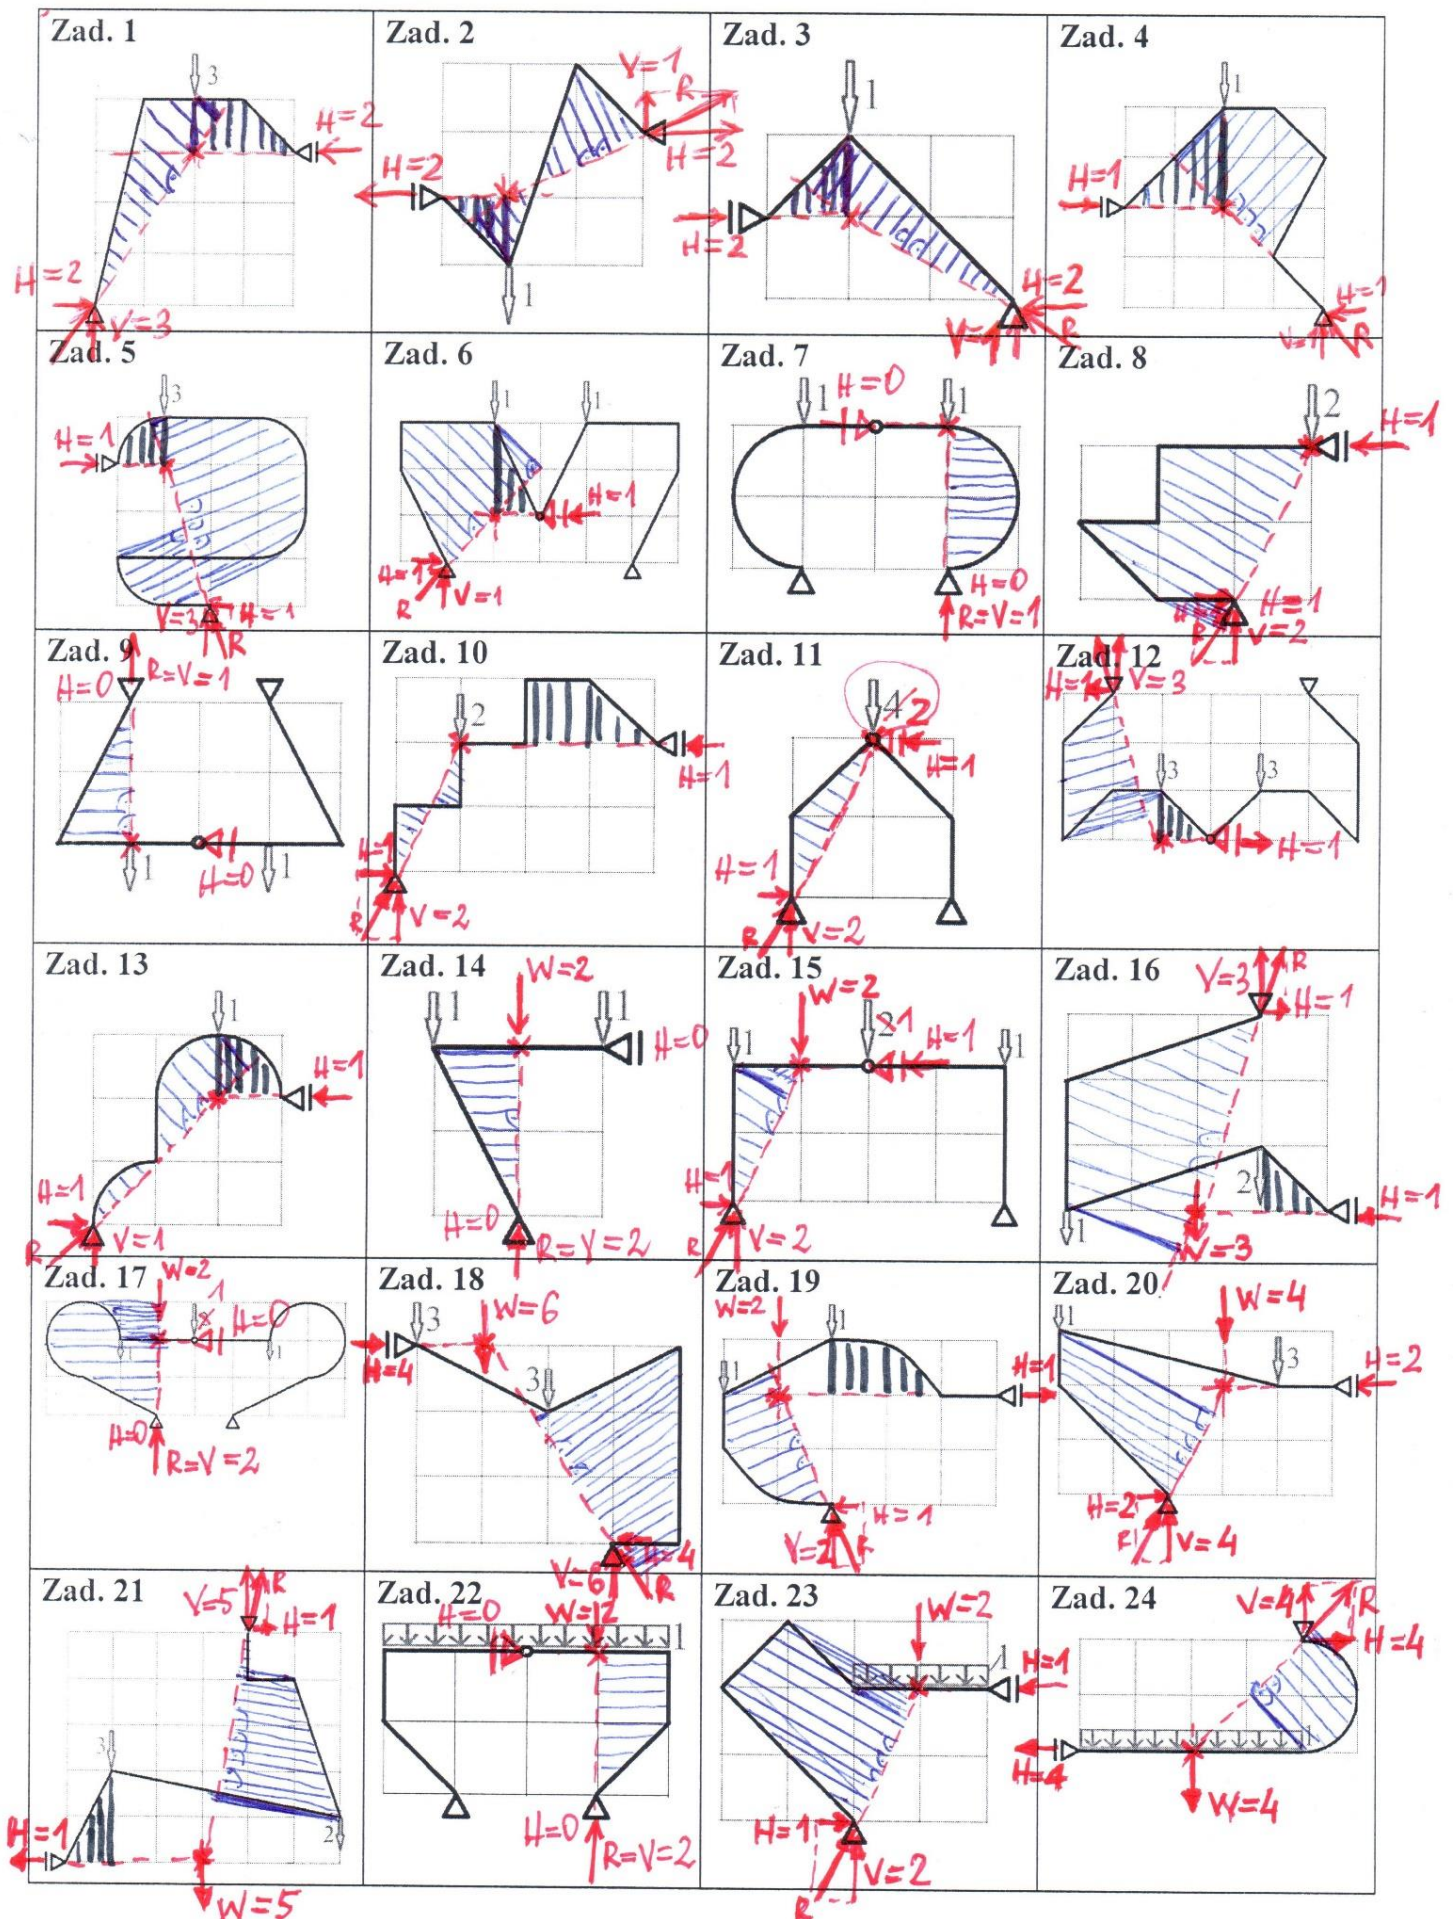 Zad. 1
3
H=2
H=2
V=3
Zad. 2
V=1
R
H=2
H=2
1
Zad. 3
1
H=2
H=2
V=1
R
Zad. 4
1
H=1
H=1
V=1
R
Zad. 5
3
H=1
V=3
H=1
R
Zad. 6
1
1
H=1
H=1
R
V=1
Zad. 7
H=0
1
1
H=0
R=V=1
Zad. 8
2
H=1
H=1
R
V=2
Zad. 9
H=0
R=V=1
1
H=0
1
Zad. 10
2
H=1
H=1
R
V=2
Zad. 11
4 2
H=1
H=1
R
V=2
Zad. 12
H=1
V=3
3
3
H=1
Zad. 13
1
H=1
H=1
R
V=1
Zad. 14
W=2
1
1
H=0
H=0
R=V=2
Zad. 15
W=2
1
2 1
H=1
1
H=1
R
V=2
Zad. 16
V=3
R
H=1
2
H=1
1
W=3
Zad. 17
W=2
1
H=0
1
1
H=0
R=V=2
Zad. 18
3
W=6
H=4
3
V=6
H=4
R
Zad. 19
W=2
1
1
H=1
H=1
V=2
R
Zad. 20
1
W=4
3
H=2
H=2
R
V=4
Zad. 21
V=5
R
H=1
3
H=1
2
W=5
Zad. 22
H=0
W=2
1
H=0
R=V=2
Zad. 23
W=2
1
H=1
H=1
V=2
R
Zad. 24
V=4
R
H=4
1
H=4
W=4